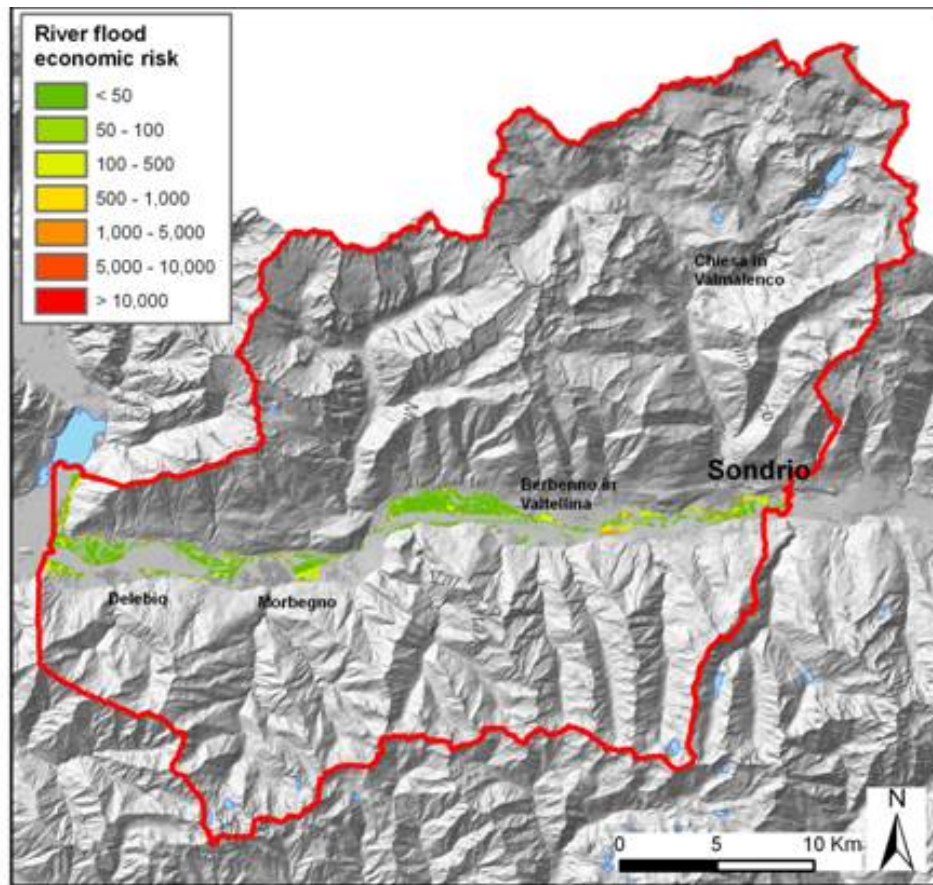 River flood
economic risk
< 50
50 - 100
100 - 500
500 - 1,000
1,000 - 5,000
5,000 - 10,000
> 10,000
Chiesa in
Valmalenco
Sondrio
Berbenno in
Valtellina
Delebio
Morbegno
N
0 5 10 Km